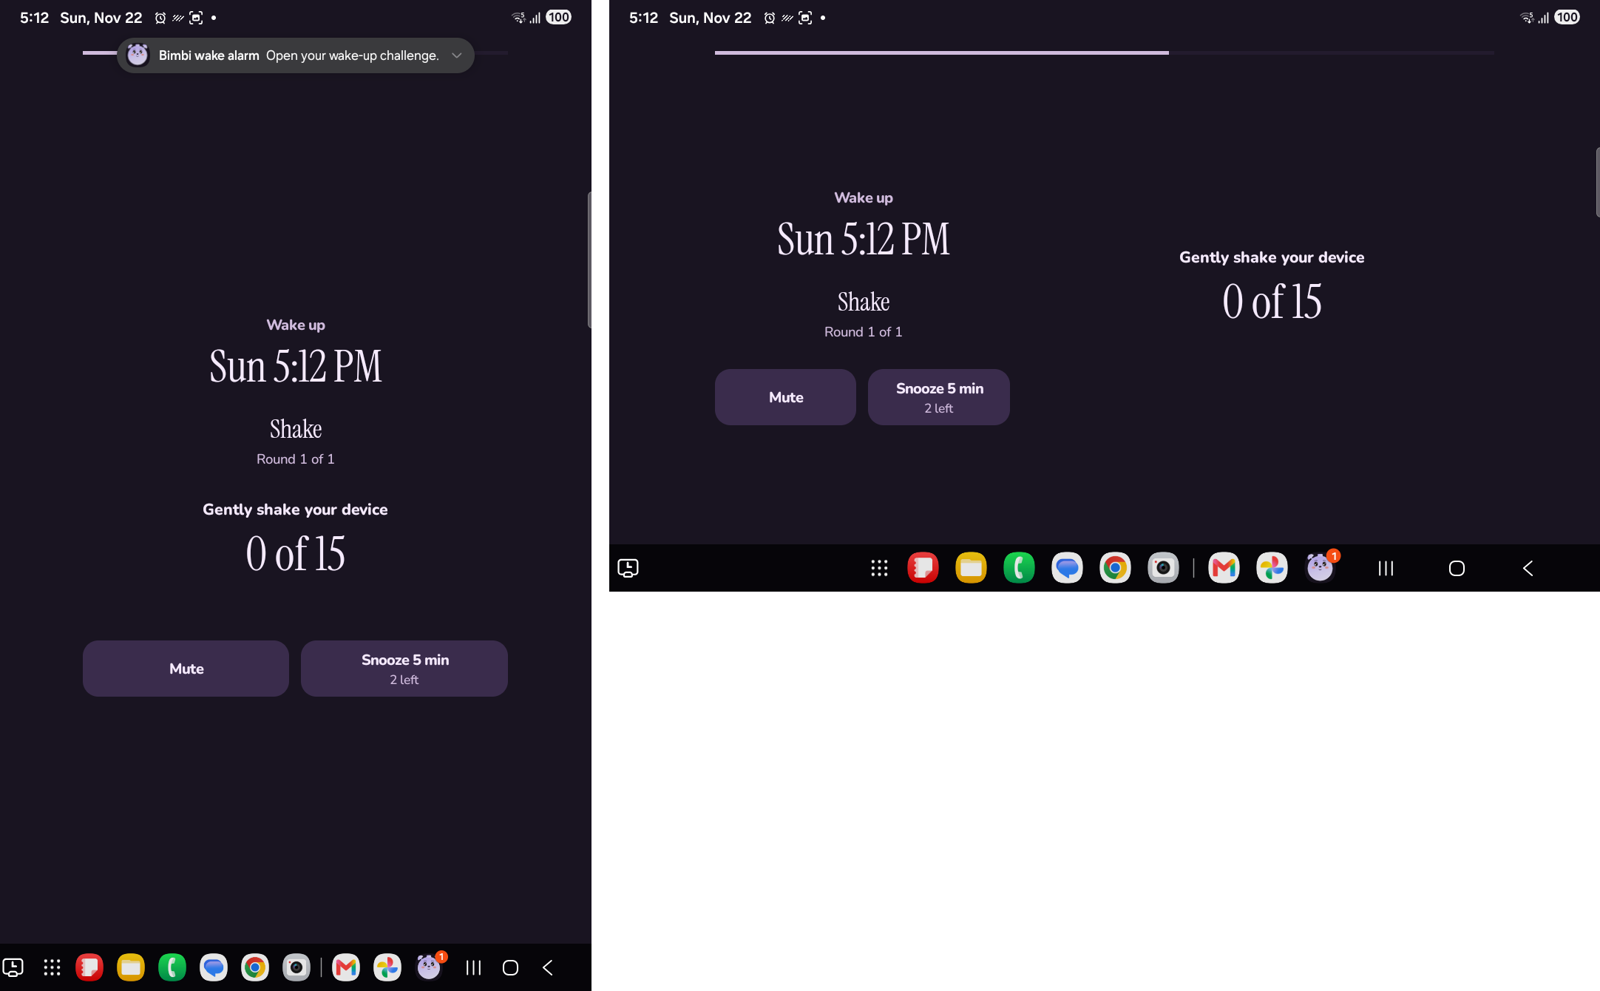 5:12 Sun, Nov 22
100
Bimbi wake alarm Open your wake-up challenge.
Wake up
Sun 5:12 PM
Shake
Round 1 of 1
Gently shake your device
0 of 15
Mute
Snooze 5 min
2 left
1
5:12 Sun, Nov 22
100
Wake up
Sun 5:12 PM
Shake
Round 1 of 1
Mute
Snooze 5 min
2 left
Gently shake your device
0 of 15
1